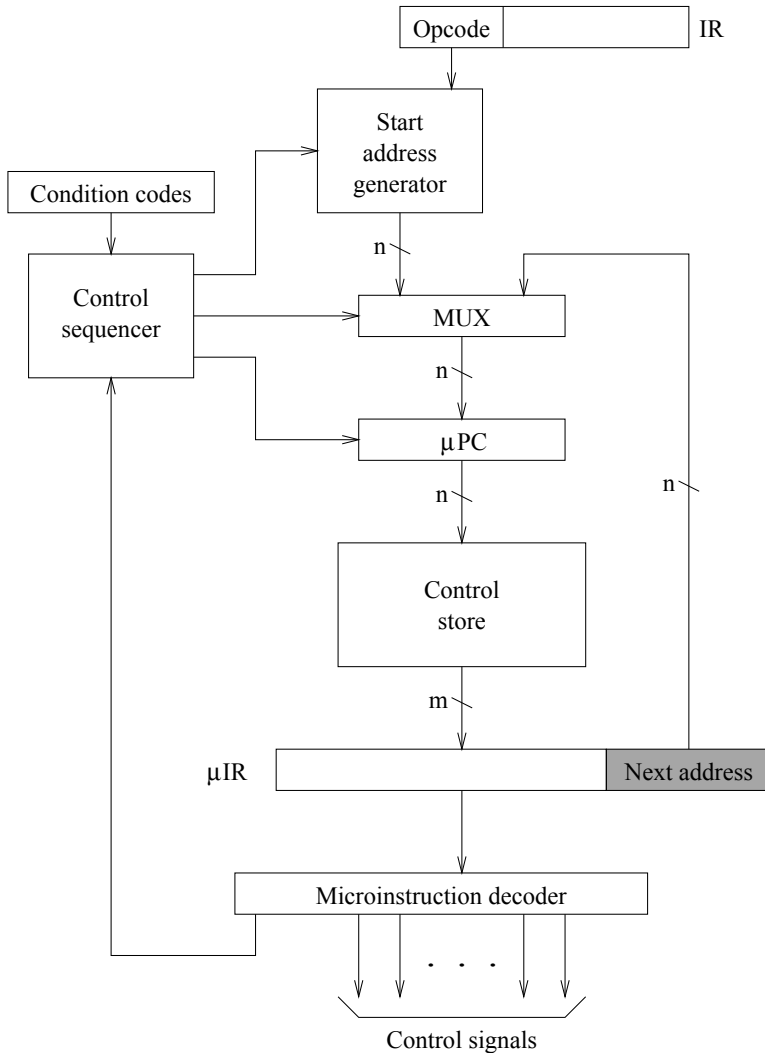 Opcode
IR
Start
address
generator
Condition codes
n
Control
sequencer
MUX
n
µPC
n
n
Control
store
m
µIR
Next address
Microinstruction decoder
. . .
Control signals